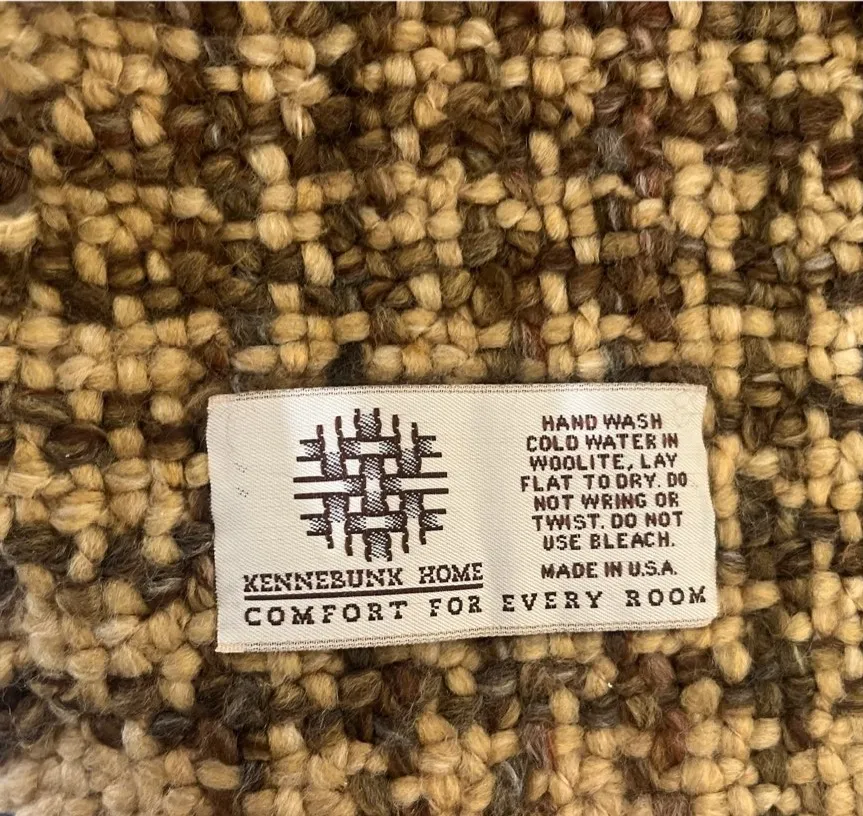 HAND WASH
COLD WATER IN
WOOLITE, LAY
FLAT TO DRY. DO
NOT WRING OR
TWIST. DO NOT
USE BLEACH.
MADE IN U.S.A.
KENNEBUNK HOME
COMFORT FOR EVERY ROOM